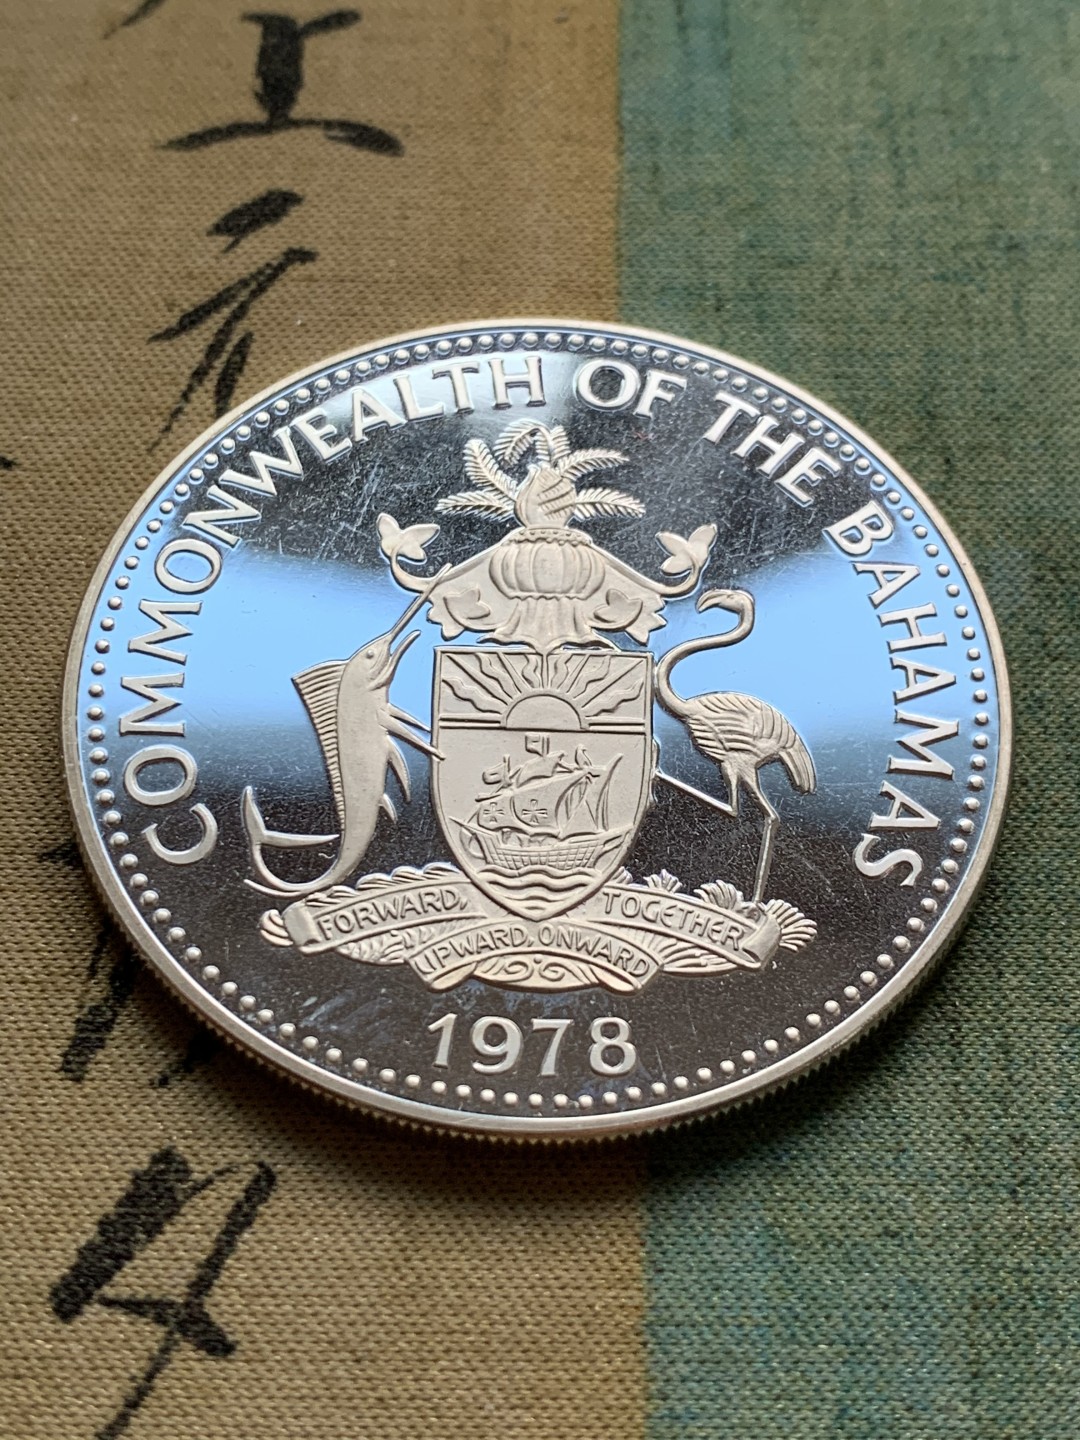 COMMONWEALTH OF THE BAHAMAS
FORWARD, UPWARD, ONWARD TOGETHER
1978